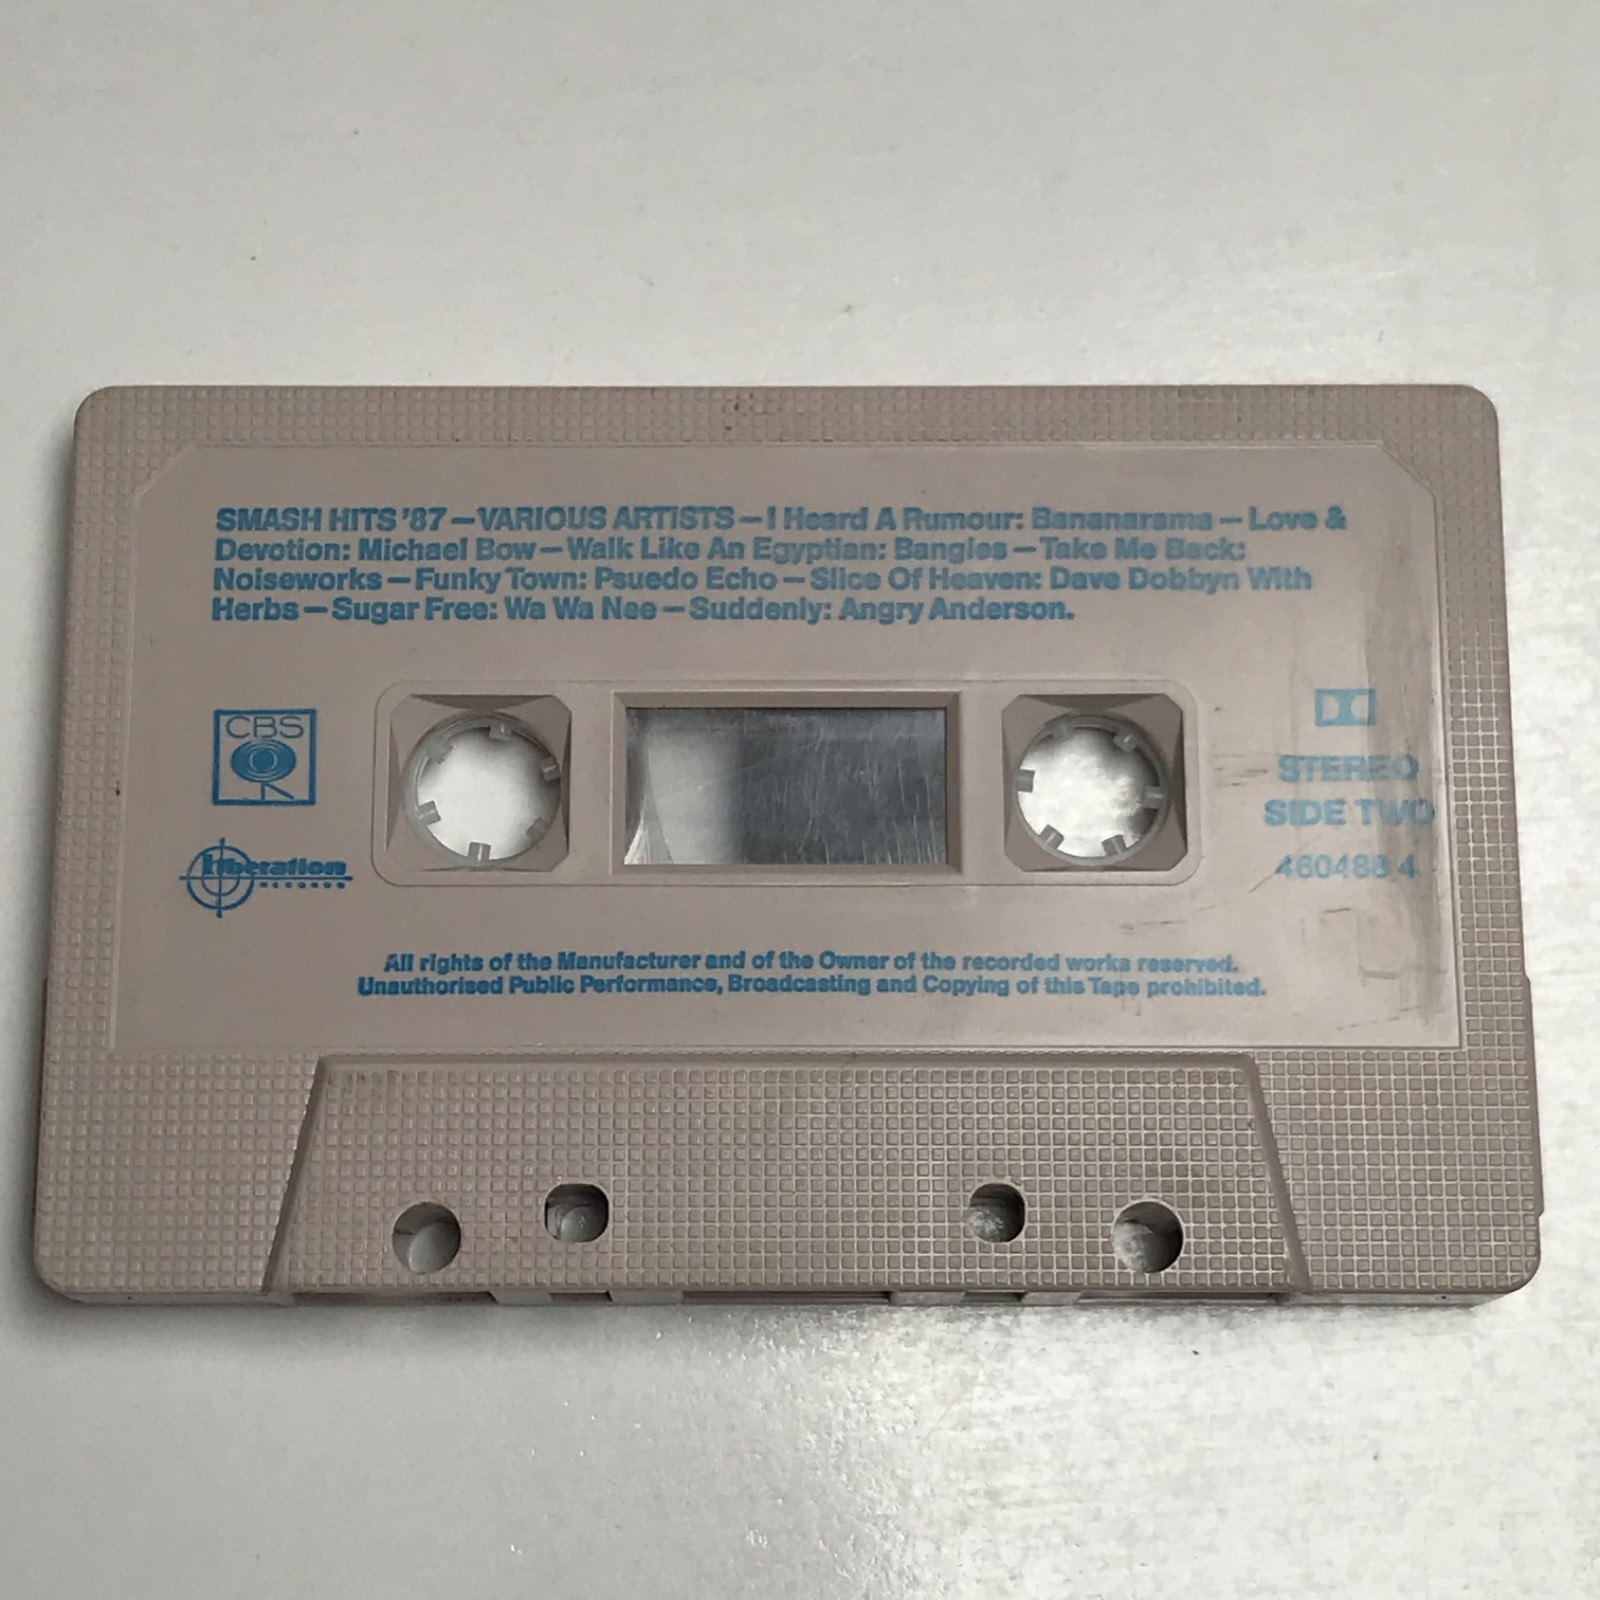 SMASH HITS '87 – VARIOUS ARTISTS – I Heard A Rumour: Bananarama – Love &
Devotion: Michael Bow – Walk Like An Egyptian: Bangles – Take Me Back:
Noiseworks – Funky Town: Psuedo Echo – Slice Of Heaven: Dave Dobbyn With
Herbs – Sugar Free: Wa Wa Nee – Suddenly: Angry Anderson.
CBS
liberation
RECORDS
STEREO
SIDE TWO
460488 4
All rights of the Manufacturer and of the Owner of the recorded works reserved.
Unauthorised Public Performance, Broadcasting and Copying of this Tape prohibited.